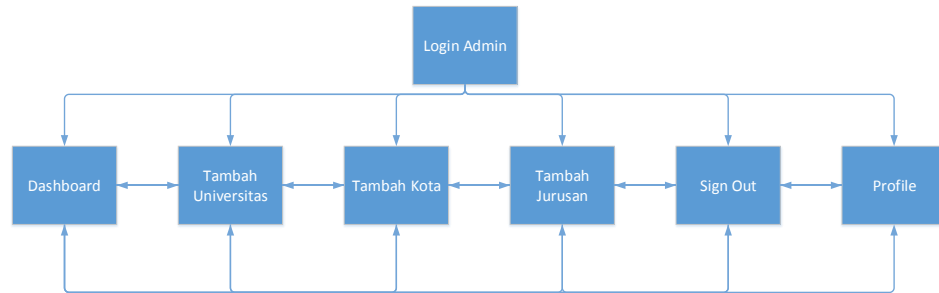 Login Admin
Dashboard
Tambah
Universitas
Tambah Kota
Tambah
Jurusan
Sign Out
Profile